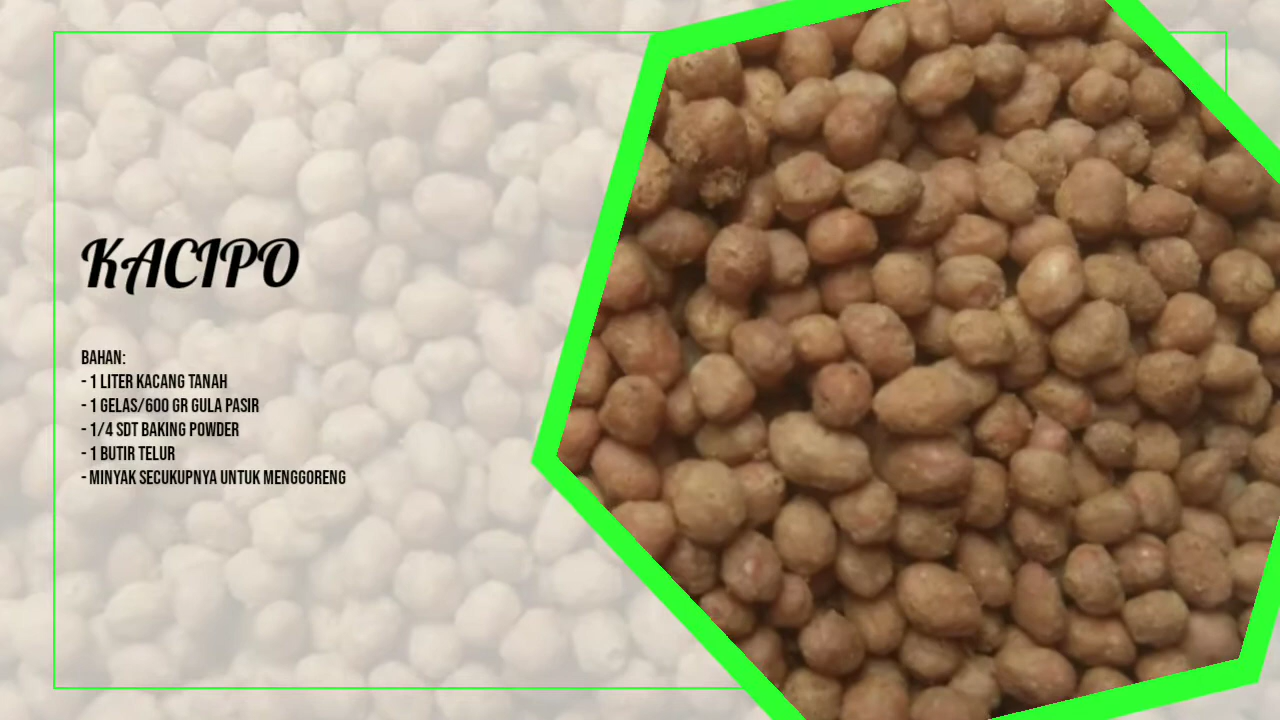 KACIPO
BAHAN:
- 1 LITER KACANG TANAH
- 1 GELAS/600 GR GULA PASIR
- 1/4 SDT BAKING POWDER
- 1 BUTIR TELUR
- MINYAK SECUKUPNYA UNTUK MENGGORENG